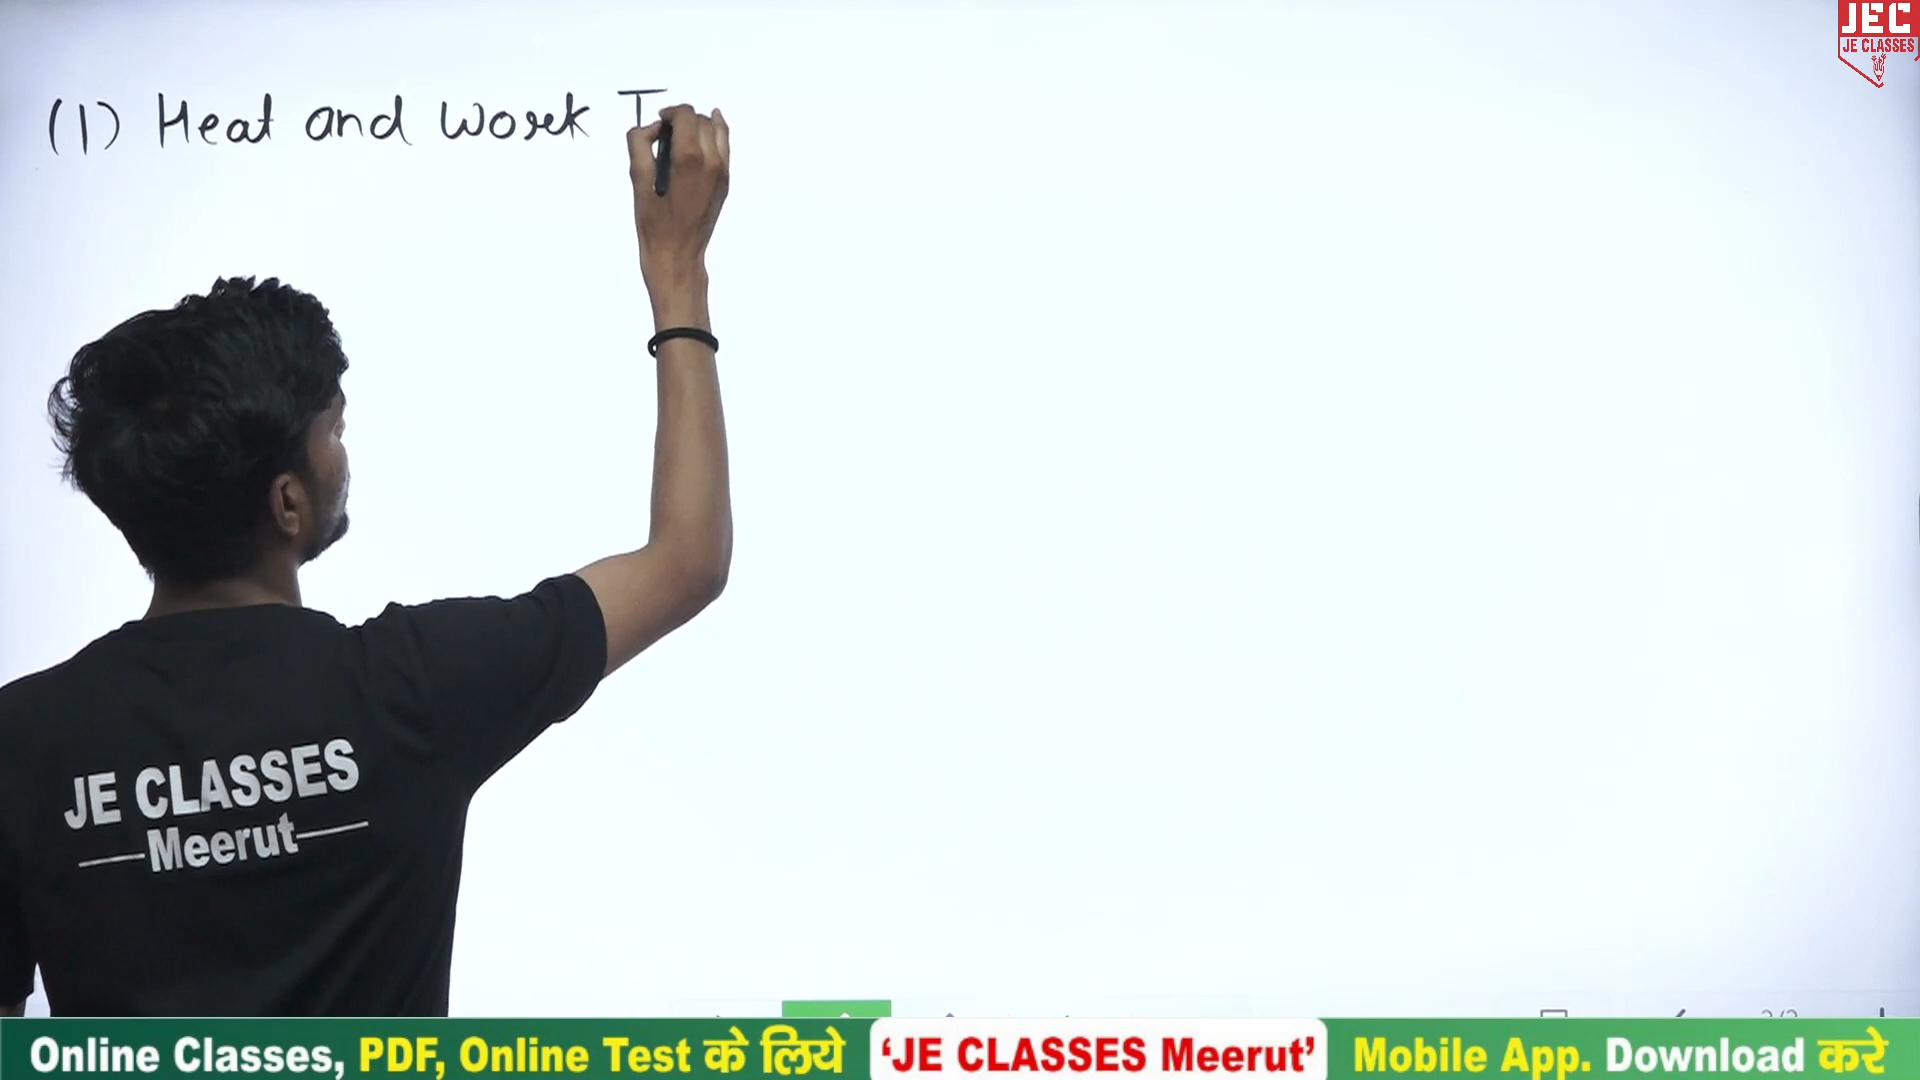 JEC
JE CLASSES
(1) Heat and Work T
JE CLASSES
Meerut
Online Classes, PDF, Online Test के लिये 'JE CLASSES Meerut' Mobile App. Download करे